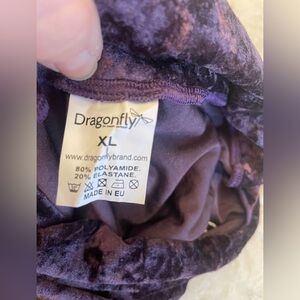 Dragonfly
XL
www.dragonflybrand.com
80% POLYAMIDE.
20% ELASTANE.
MADE IN EU